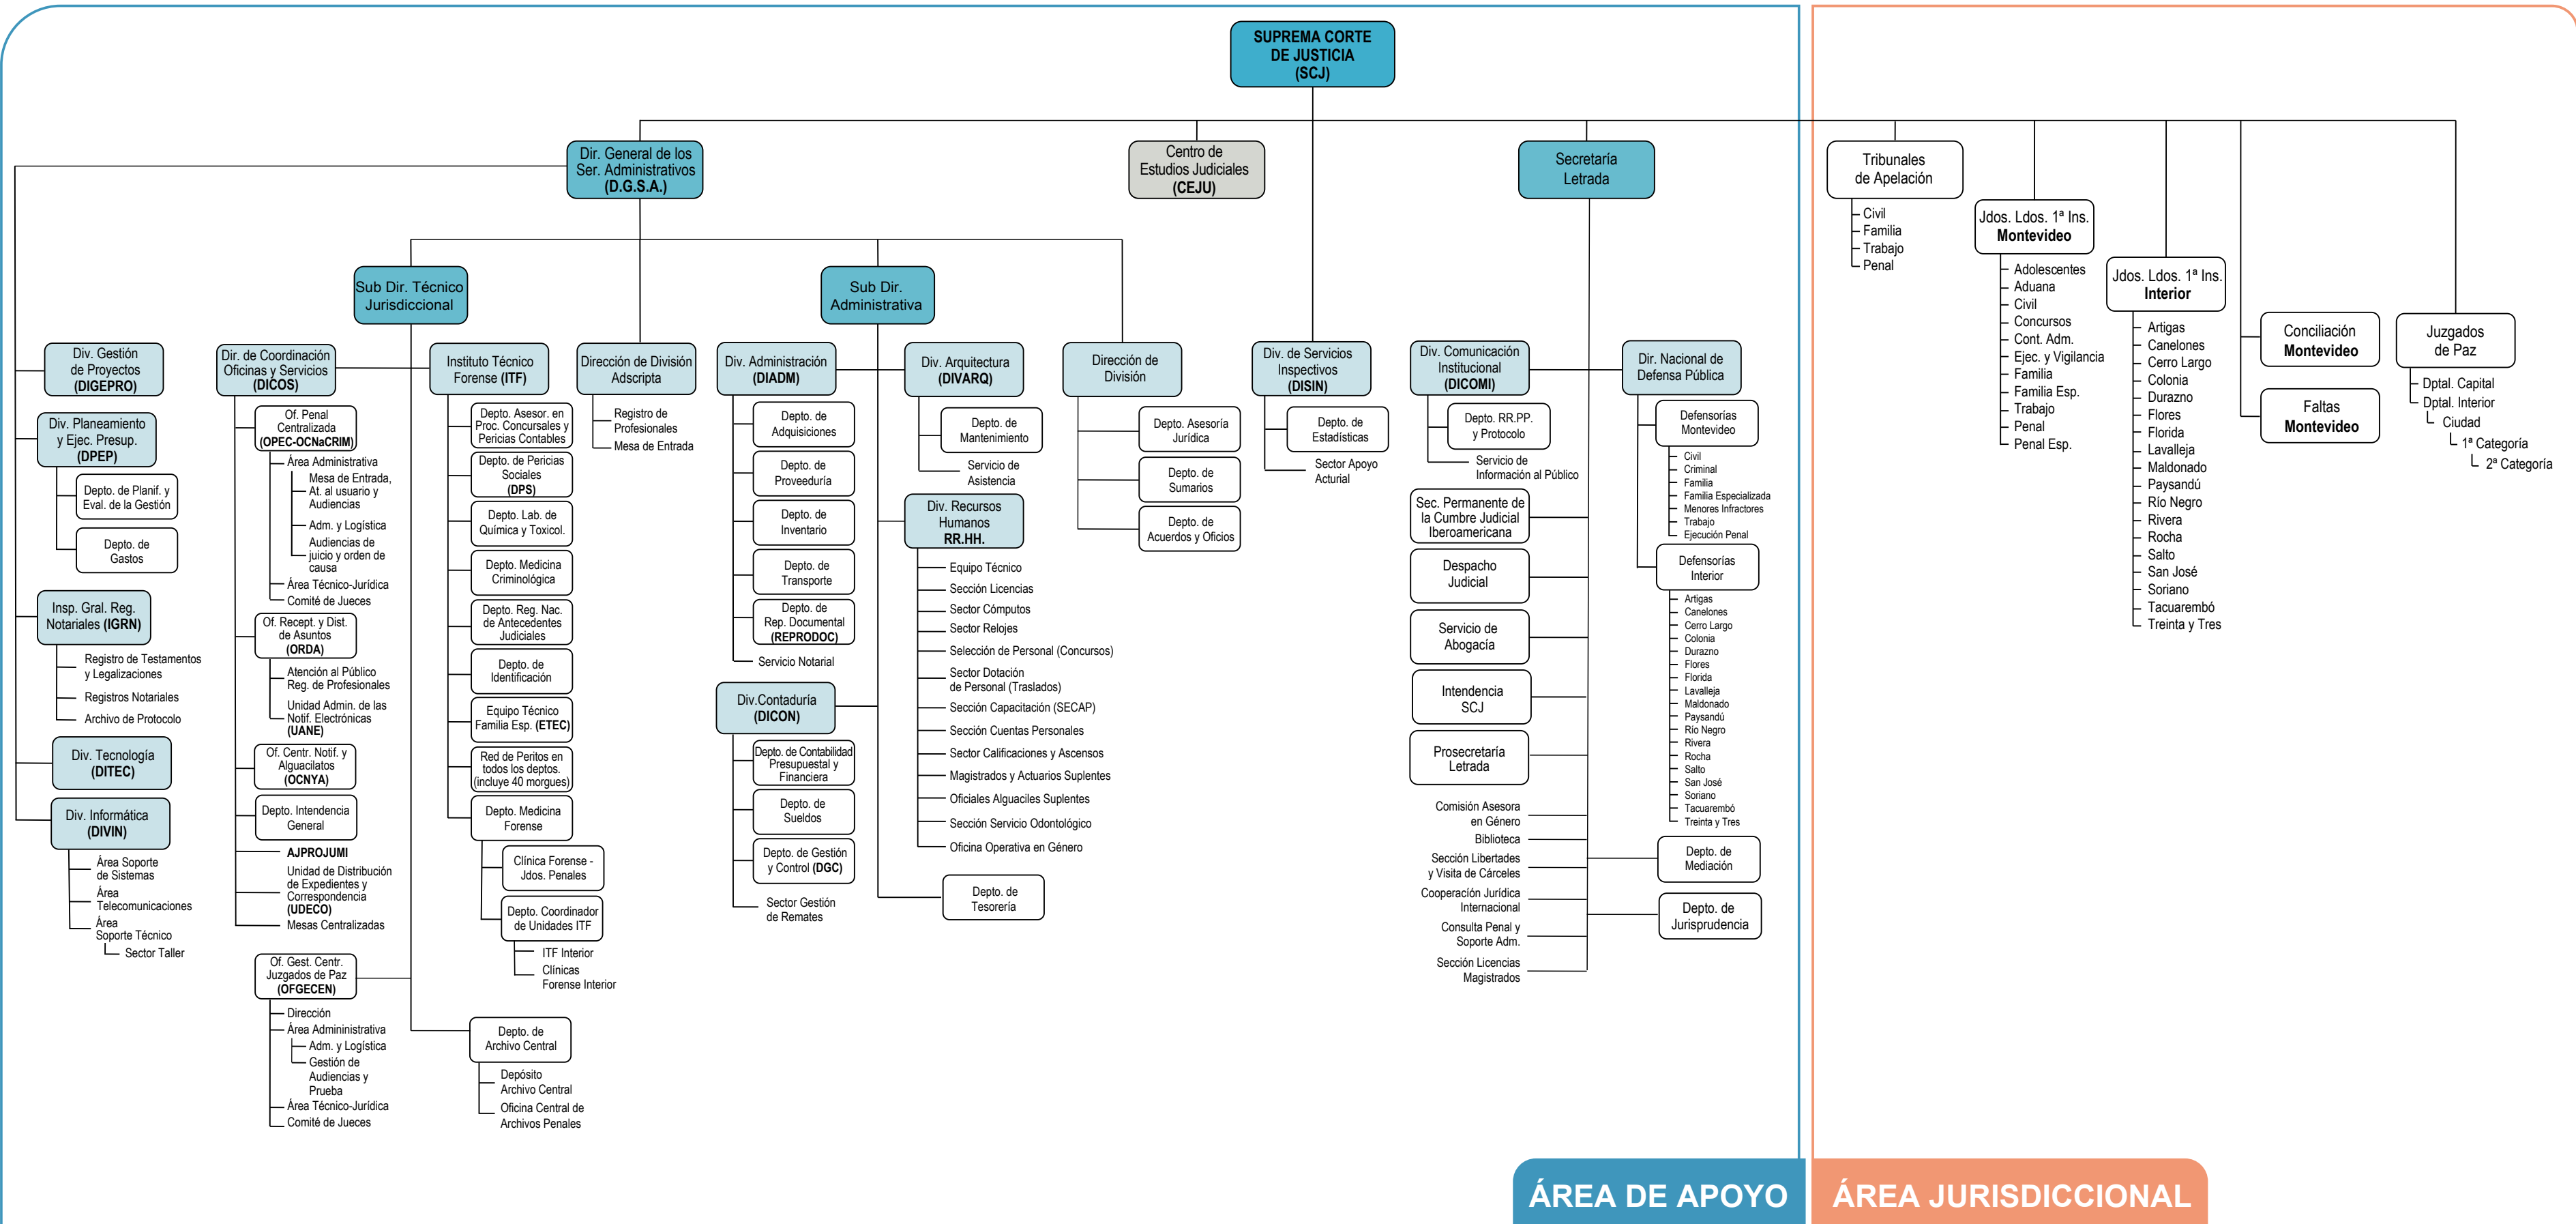 SUPREMA CORTE
DE JUSTICIA
(SCJ)
Dir. General de los
Ser. Administrativos
(D.G.S.A.)
Centro de
Estudios Judiciales
(CEJU)
Secretaría
Letrada
Sub Dir. Técnico
Jurisdiccional
Sub Dir.
Administrativa
Div. Gestión
de Proyectos
(DIGEPRO)
Div. Planeamiento
y Ejec. Presup.
(DPEP)
Depto. de Planif. y
Eval. de la Gestión
Depto. de
Gastos
Insp. Gral. Reg.
Notariales (IGRN)
Registro de Testamentos
y Legalizaciones
Registros Notariales
Archivo de Protocolo
Div. Tecnología
(DITEC)
Div. Informática
(DIVIN)
Área Soporte
de Sistemas
Área
Telecomunicaciones
Área
Soporte Técnico
Sector Taller
Dir. de Coordinación
Oficinas y Servicios
(DICOS)
Of. Penal
Centralizada
(OPEC-OCNaCRIM)
Área Administrativa
Mesa de Entrada,
At. al usuario y
Audiencias
Adm. y Logística
Audiencias de
juicio y orden de
causa
Área Técnico-Jurídica
Comité de Jueces
Of. Recept. y Dist.
de Asuntos
(ORDA)
Atención al Público
Reg. de Profesionales
Unidad Admin. de las
Notif. Electrónicas
(UANE)
Of. Centr. Notif. y
Alguacilatos
(OCNYA)
Depto. Intendencia
General
AJPROJUMI
Unidad de Distribución
de Expedientes y
Correspondencia
(UDECO)
Mesas Centralizadas
Of. Gest. Centr.
Juzgados de Paz
(OFGECEN)
Dirección
Área Admininistrativa
Adm. y Logística
Gestión de
Audiencias y
Prueba
Área Técnico-Jurídica
Comité de Jueces
Instituto Técnico
Forense (ITF)
Depto. Asesor. en
Proc. Concursales y
Pericias Contables
Depto. de Pericias
Sociales
(DPS)
Depto. Lab. de
Química y Toxicol.
Depto. Medicina
Criminológica
Depto. Reg. Nac.
de Antecedentes
Judiciales
Depto. de
Identificación
Equipo Técnico
Familia Esp. (ETEC)
Red de Peritos en
todos los deptos.
(incluye 40 morgues)
Depto. Medicina
Forense
Clínica Forense -
Jdos. Penales
Depto. Coordinador
de Unidades ITF
ITF Interior
Clínicas
Forense Interior
Depto. de
Archivo Central
Depósito
Archivo Central
Oficina Central de
Archivos Penales
Dirección de División
Adscripta
Registro de
Profesionales
Mesa de Entrada
Div. Administración
(DIADM)
Depto. de
Adquisiciones
Depto. de
Proveeduría
Depto. de
Inventario
Depto. de
Transporte
Depto. de
Rep. Documental
(REPRODOC)
Servicio Notarial
Div.Contaduría
(DICON)
Depto. de Contabilidad
Presupuestal y
Financiera
Depto. de
Sueldos
Depto. de Gestión
y Control (DGC)
Sector Gestión
de Remates
Div. Arquitectura
(DIVARQ)
Depto. de
Mantenimiento
Servicio de
Asistencia
Div. Recursos
Humanos
RR.HH.
Equipo Técnico
Sección Licencias
Sector Cómputos
Sector Relojes
Selección de Personal (Concursos)
Sector Dotación
de Personal (Traslados)
Sección Capacitación (SECAP)
Sección Cuentas Personales
Sector Calificaciones y Ascensos
Magistrados y Actuarios Suplentes
Oficiales Alguaciles Suplentes
Sección Servicio Odontológico
Oficina Operativa en Género
Depto. de
Tesorería
Dirección de
División
Depto. Asesoría
Jurídica
Depto. de
Sumarios
Depto. de
Acuerdos y Oficios
Div. de Servicios
Inspectivos
(DISIN)
Depto. de
Estadísticas
Sector Apoyo
Acturial
Div. Comunicación
Institucional
(DICOMI)
Depto. RR.PP.
y Protocolo
Servicio de
Información al Público
Sec. Permanente de
la Cumbre Judicial
Iberoamericana
Despacho
Judicial
Servicio de
Abogacía
Intendencia
SCJ
Prosecretaría
Letrada
Comisión Asesora
en Género
Biblioteca
Sección Libertades
y Visita de Cárceles
Cooperación Jurídica
Internacional
Consulta Penal y
Soporte Adm.
Sección Licencias
Magistrados
Dir. Nacional de
Defensa Pública
Defensorías
Montevideo
Civil
Criminal
Familia
Familia Especializada
Menores Infractores
Trabajo
Ejecución Penal
Defensorías
Interior
Artigas
Canelones
Cerro Largo
Colonia
Durazno
Flores
Florida
Lavalleja
Maldonado
Paysandú
Río Negro
Rivera
Rocha
Salto
San José
Soriano
Tacuarembó
Treinta y Tres
Depto. de
Mediación
Depto. de
Jurisprudencia
Tribunales
de Apelación
Civil
Familia
Trabajo
Penal
Jdos. Ldos. 1ª Ins.
Montevideo
Adolescentes
Aduana
Civil
Concursos
Cont. Adm.
Ejec. y Vigilancia
Familia
Familia Esp.
Trabajo
Penal
Penal Esp.
Jdos. Ldos. 1ª Ins.
Interior
Artigas
Canelones
Cerro Largo
Colonia
Durazno
Flores
Florida
Lavalleja
Maldonado
Paysandú
Río Negro
Rivera
Rocha
Salto
San José
Soriano
Tacuarembó
Treinta y Tres
Conciliación
Montevideo
Faltas
Montevideo
Juzgados
de Paz
Dptal. Capital
Dptal. Interior
Ciudad
1ª Categoría
2ª Categoría
ÁREA DE APOYO
ÁREA JURISDICCIONAL